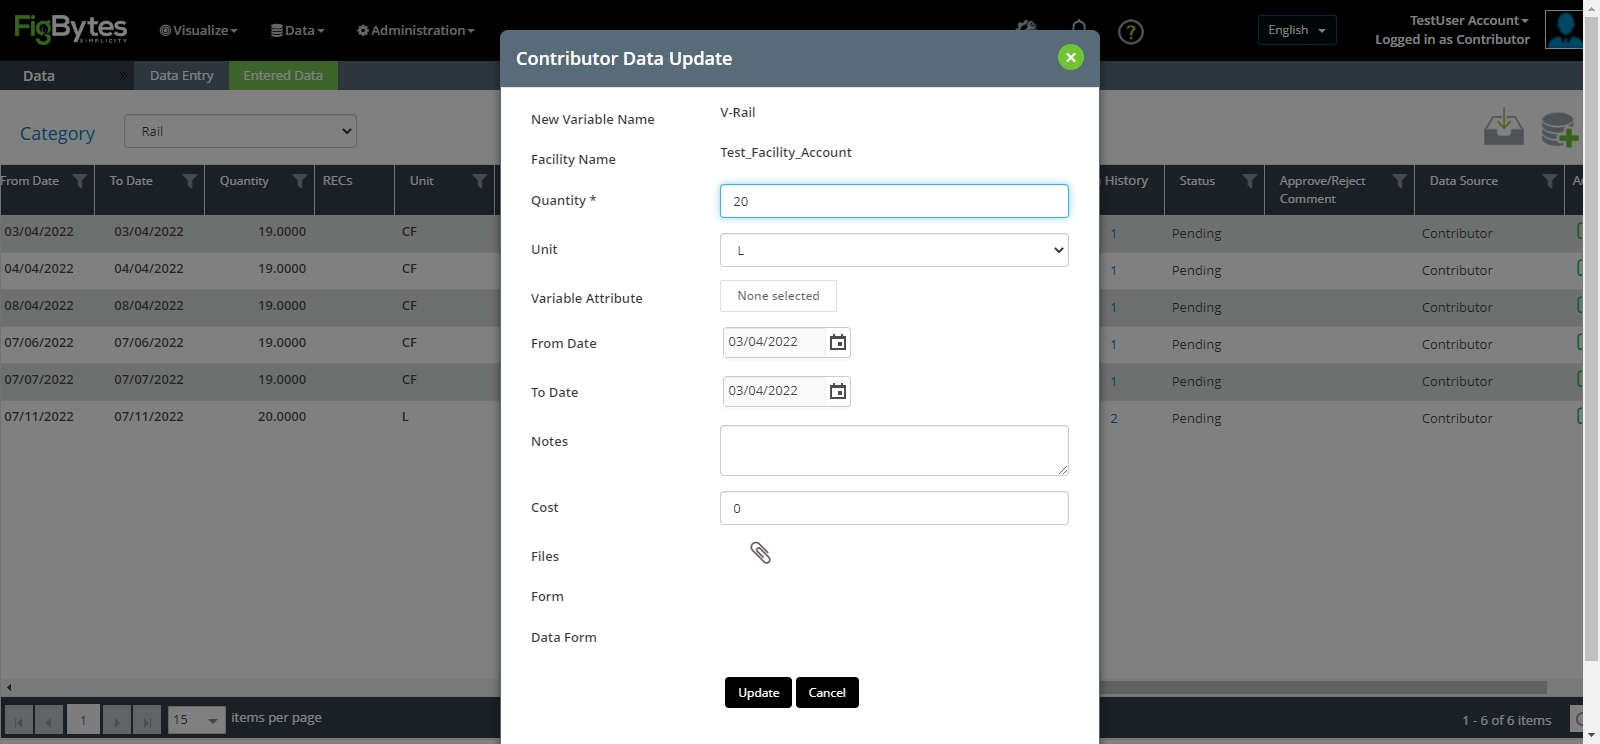 FigBytes
SIMPLICITY
Visualize
Data
Administration
?
English
TestUser Account
Logged in as Contributor
Data
Data Entry
Entered Data
Category
Rail
Contributor Data Update
New Variable Name V-Rail
Facility Name Test_Facility_Account
Quantity * 20
Unit L
Variable Attribute None selected
From Date 03/04/2022
To Date 03/04/2022
Notes
Cost 0
Files
Form
Data Form
Update Cancel
From Date To Date Quantity RECs Unit History Status Approve/Reject Comment Data Source
03/04/2022 03/04/2022 19.0000 CF 1 Pending Contributor
04/04/2022 04/04/2022 19.0000 CF 1 Pending Contributor
08/04/2022 08/04/2022 19.0000 CF 1 Pending Contributor
07/06/2022 07/06/2022 19.0000 CF 1 Pending Contributor
07/07/2022 07/07/2022 19.0000 CF 1 Pending Contributor
07/11/2022 07/11/2022 20.0000 L 2 Pending Contributor
1 15 items per page
1 - 6 of 6 items